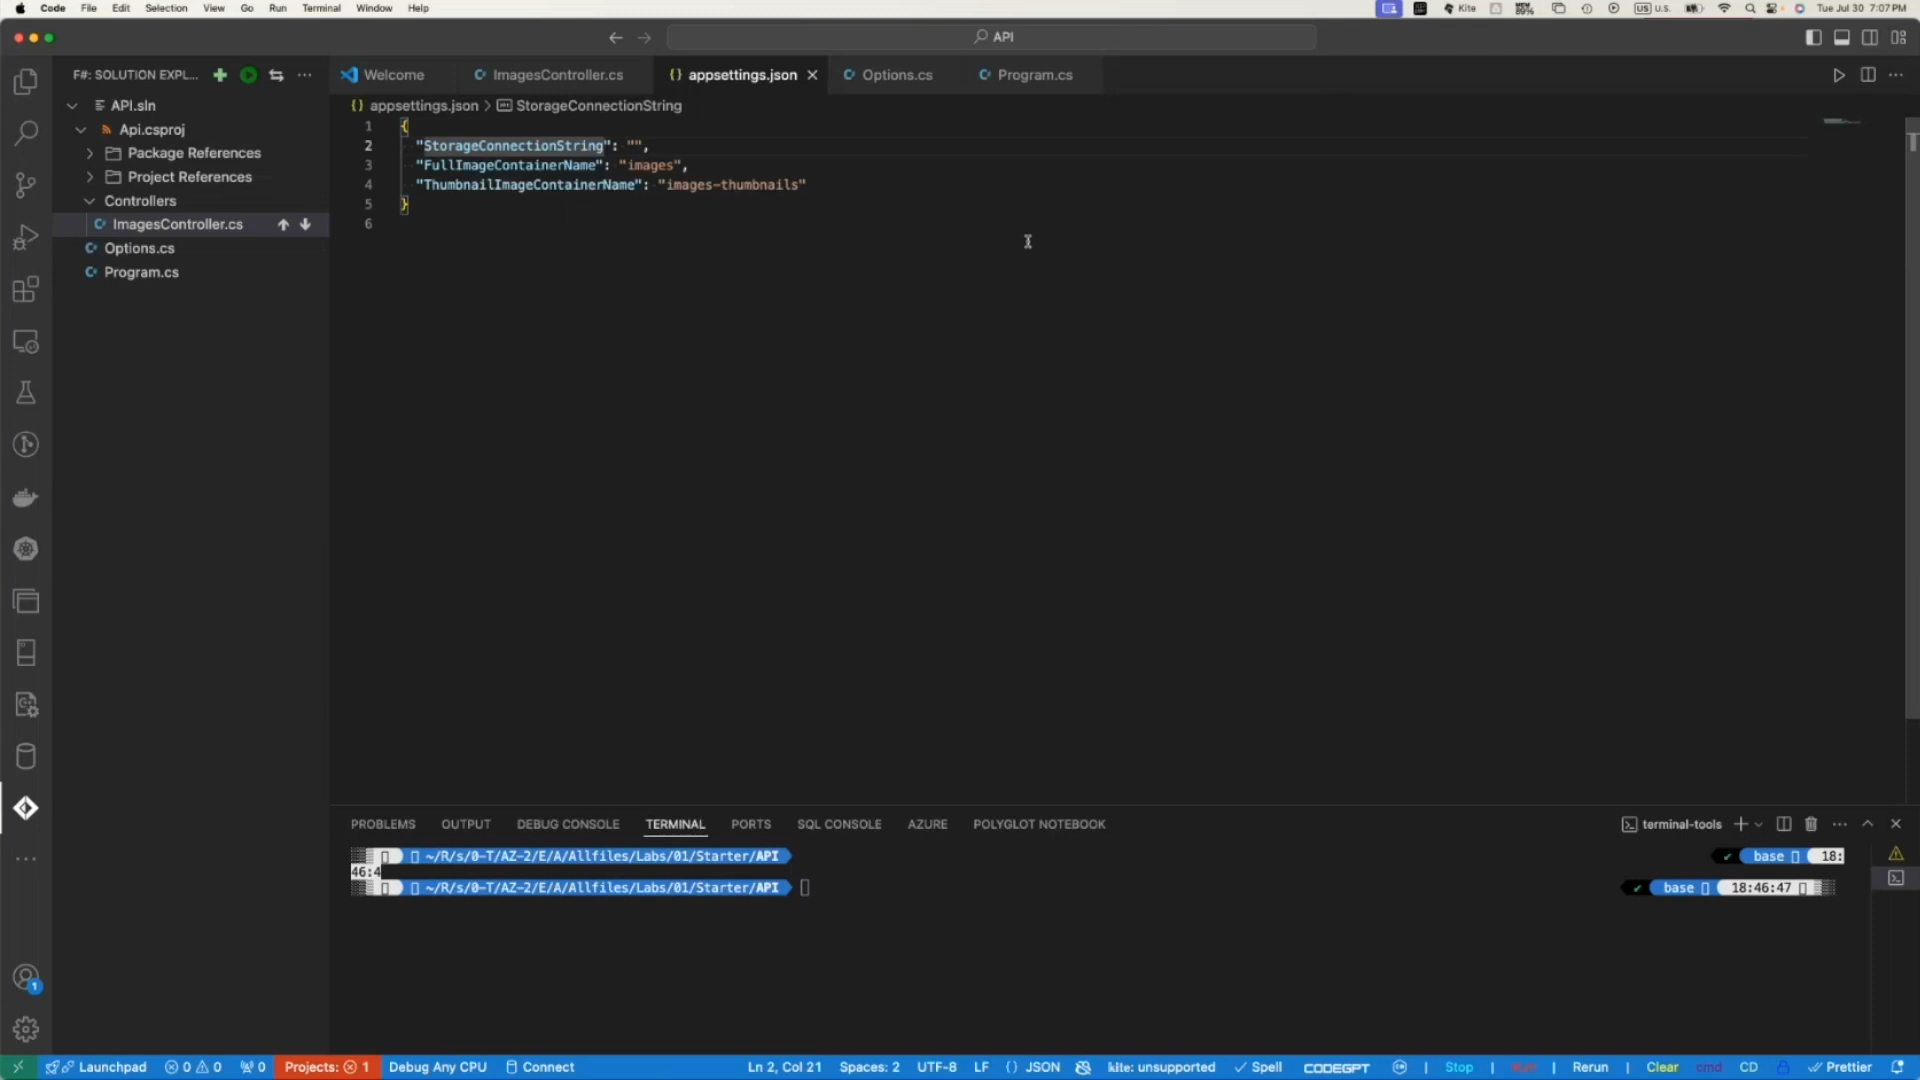 Code File Edit Selection View Go Run Terminal Window Help
Kite
U.S.
Tue Jul 30 7:07 PM
API
F#: SOLUTION EXPL...
Welcome
ImagesController.cs
appsettings.json
Options.cs
Program.cs
API.sln
Api.csproj
Package References
Project References
Controllers
ImagesController.cs
Options.cs
Program.cs
appsettings.json > StorageConnectionString
1 {
2 "StorageConnectionString": "",
3 "FullImageContainerName": "images",
4 "ThumbnailImageContainerName": "images-thumbnails"
5 }
6
PROBLEMS OUTPUT DEBUG CONSOLE TERMINAL PORTS SQL CONSOLE AZURE POLYGLOT NOTEBOOK
terminal-tools
~/R/s/0-T/AZ-2/E/A/Allfiles/Labs/01/Starter/API
base 18:
46:4
~/R/s/0-T/AZ-2/E/A/Allfiles/Labs/01/Starter/API
base 18:46:47
1
Launchpad 0 0 0 Projects: 1 Debug Any CPU Connect
Ln 2, Col 21 Spaces: 2 UTF-8 LF {} JSON kite: unsupported Spell CODEGPT | Stop | | Rerun | Clear cmd CD Prettier